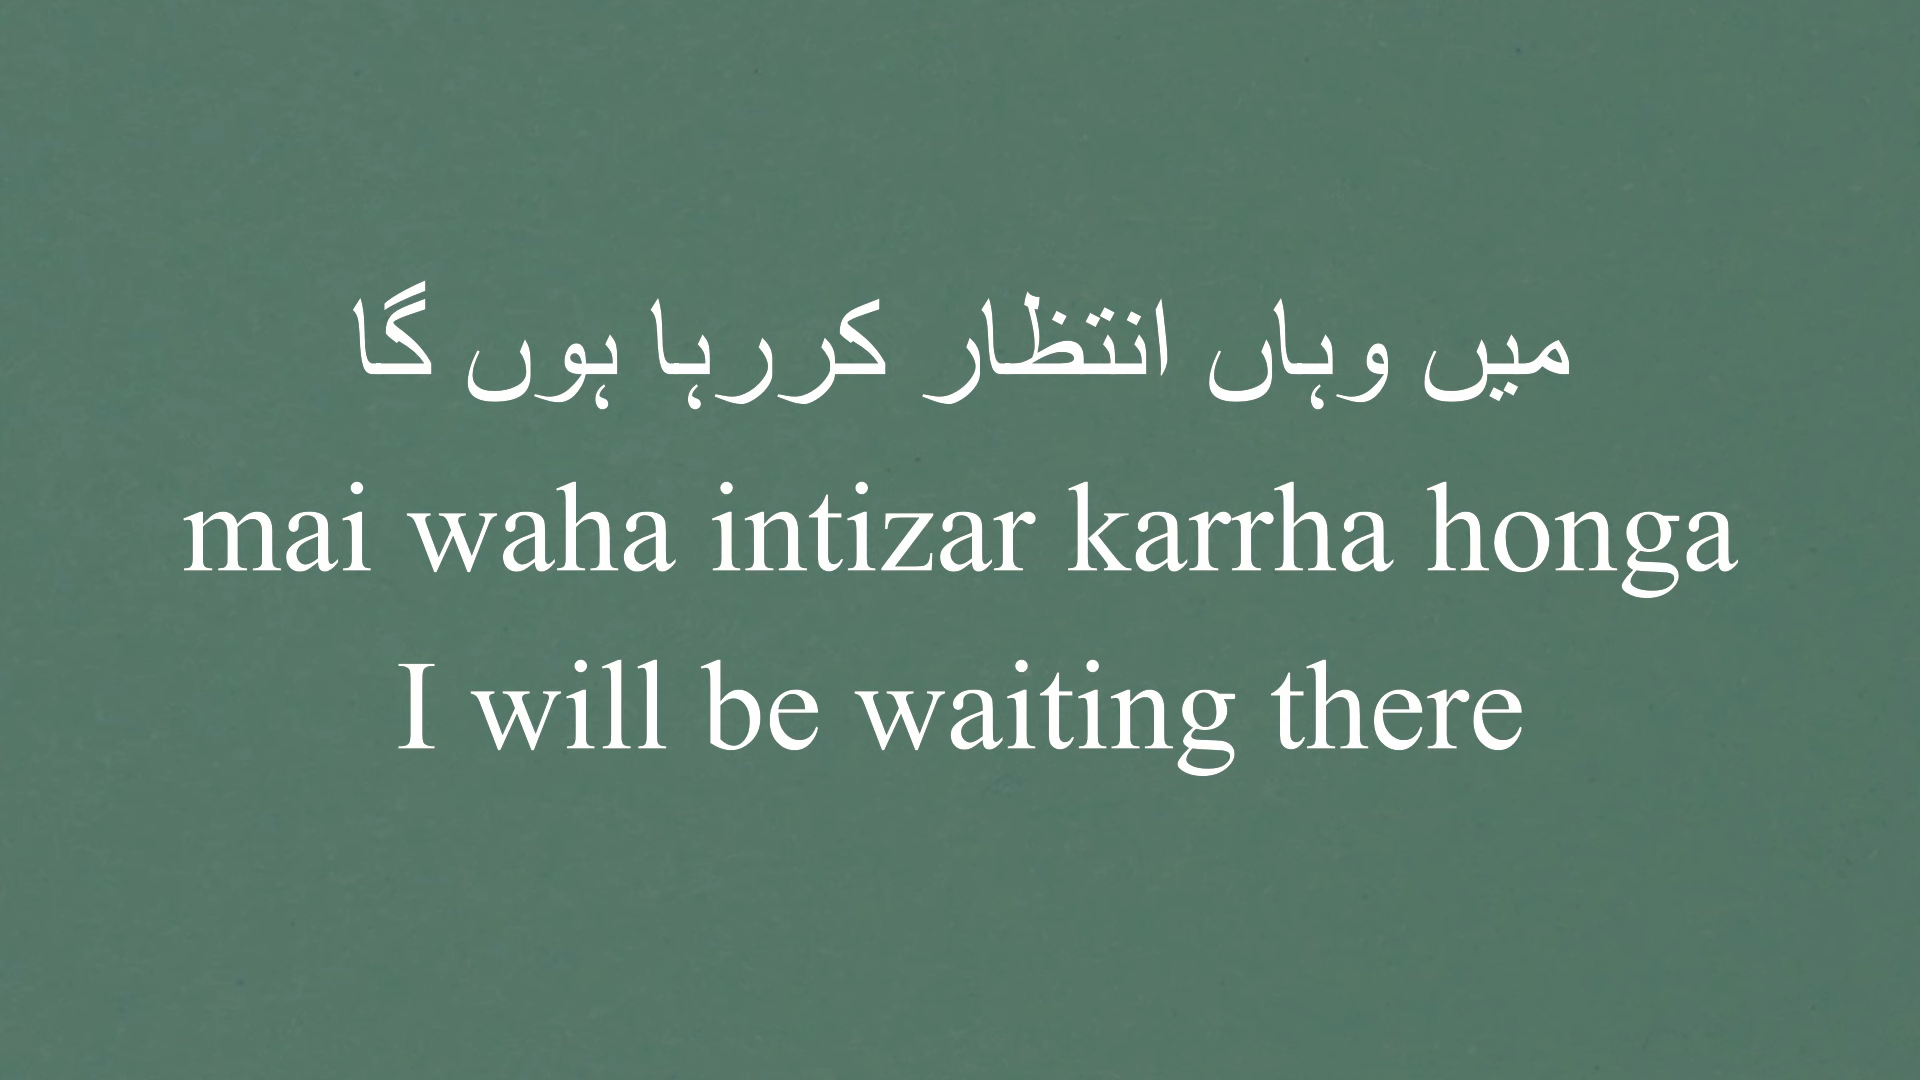 میں وہاں انتظار کررہا ہوں گا
mai waha intizar karrha honga
I will be waiting there